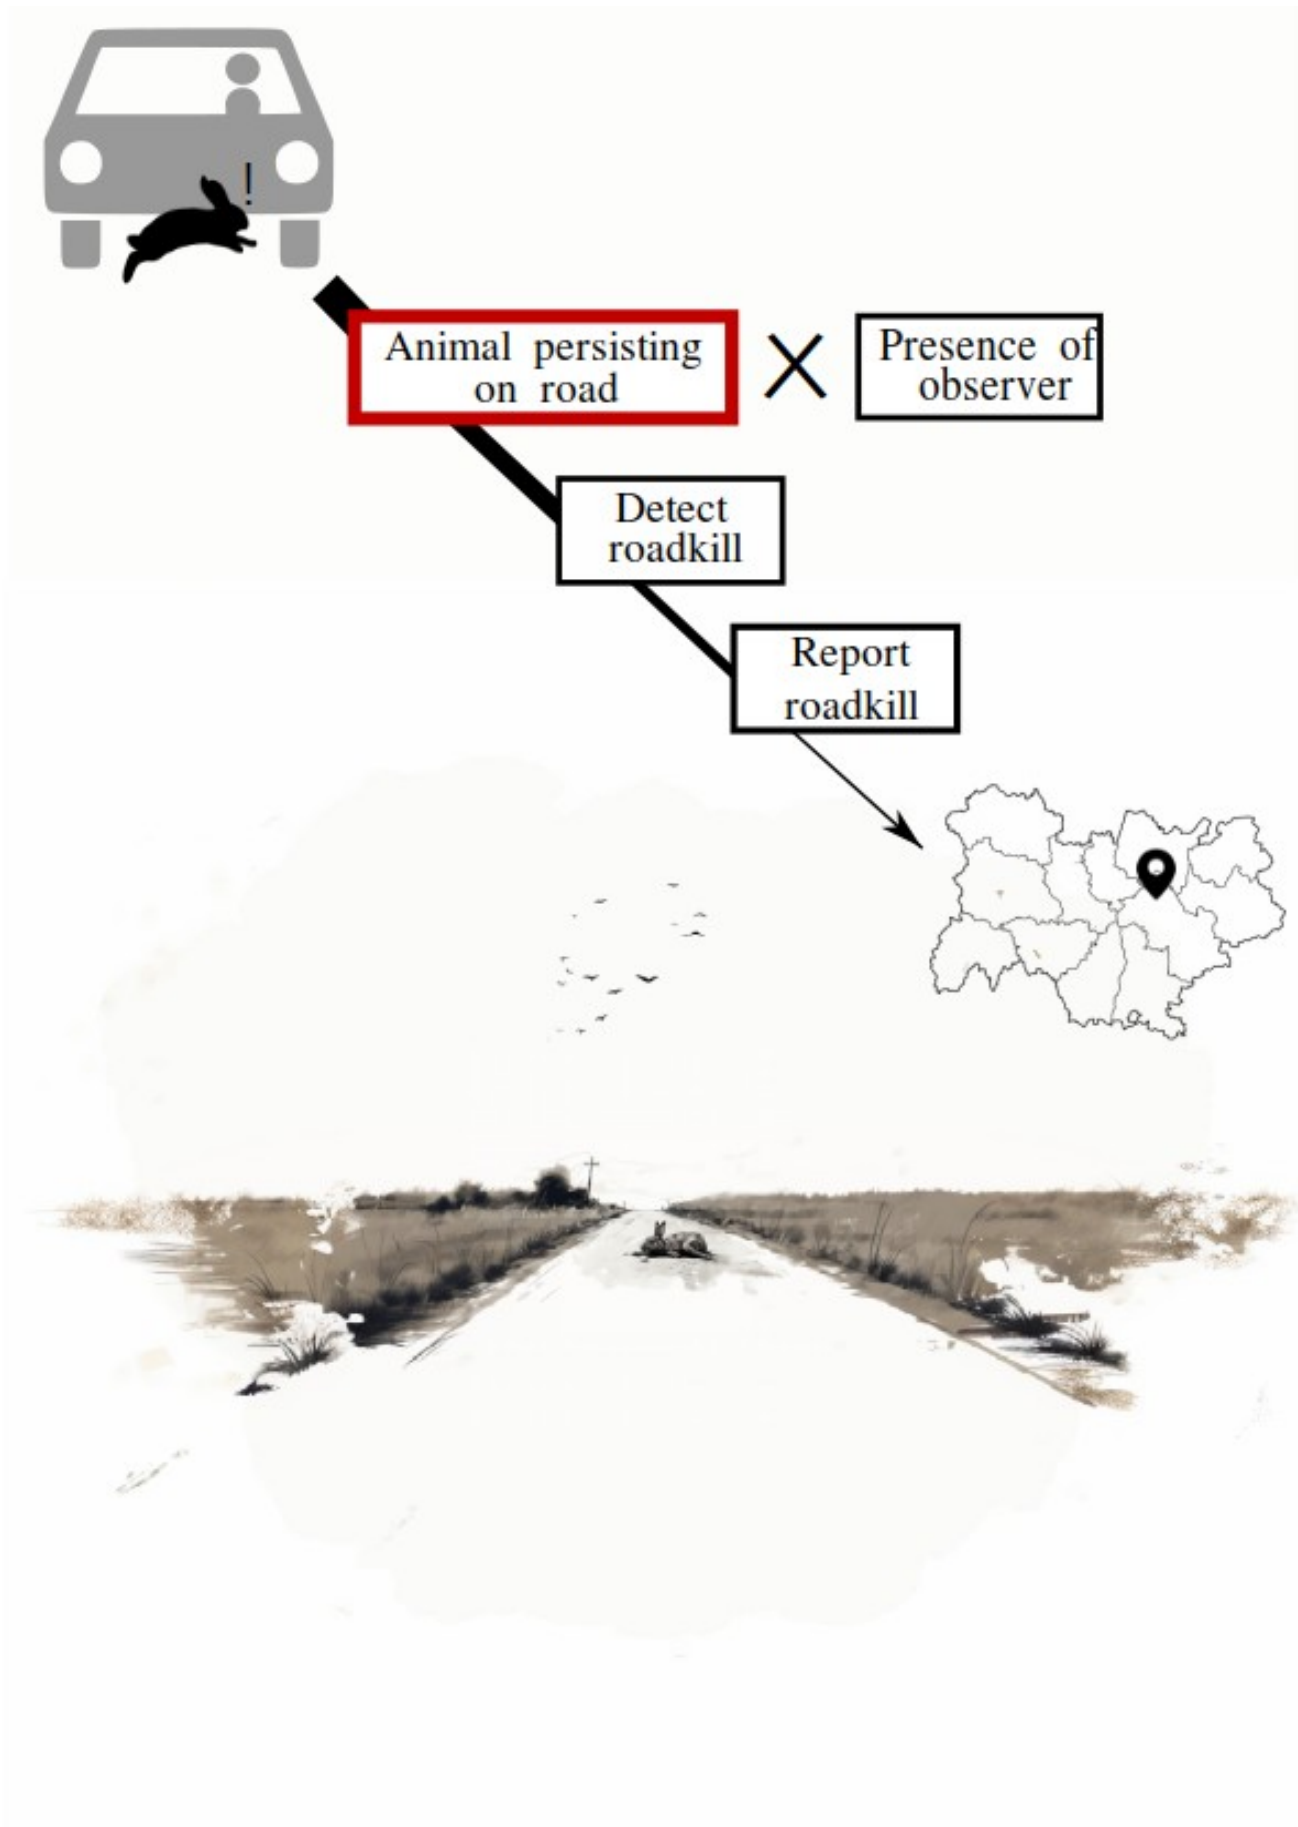 !
Animal persisting
on road
Presence of
observer
Detect
roadkill
Report
roadkill